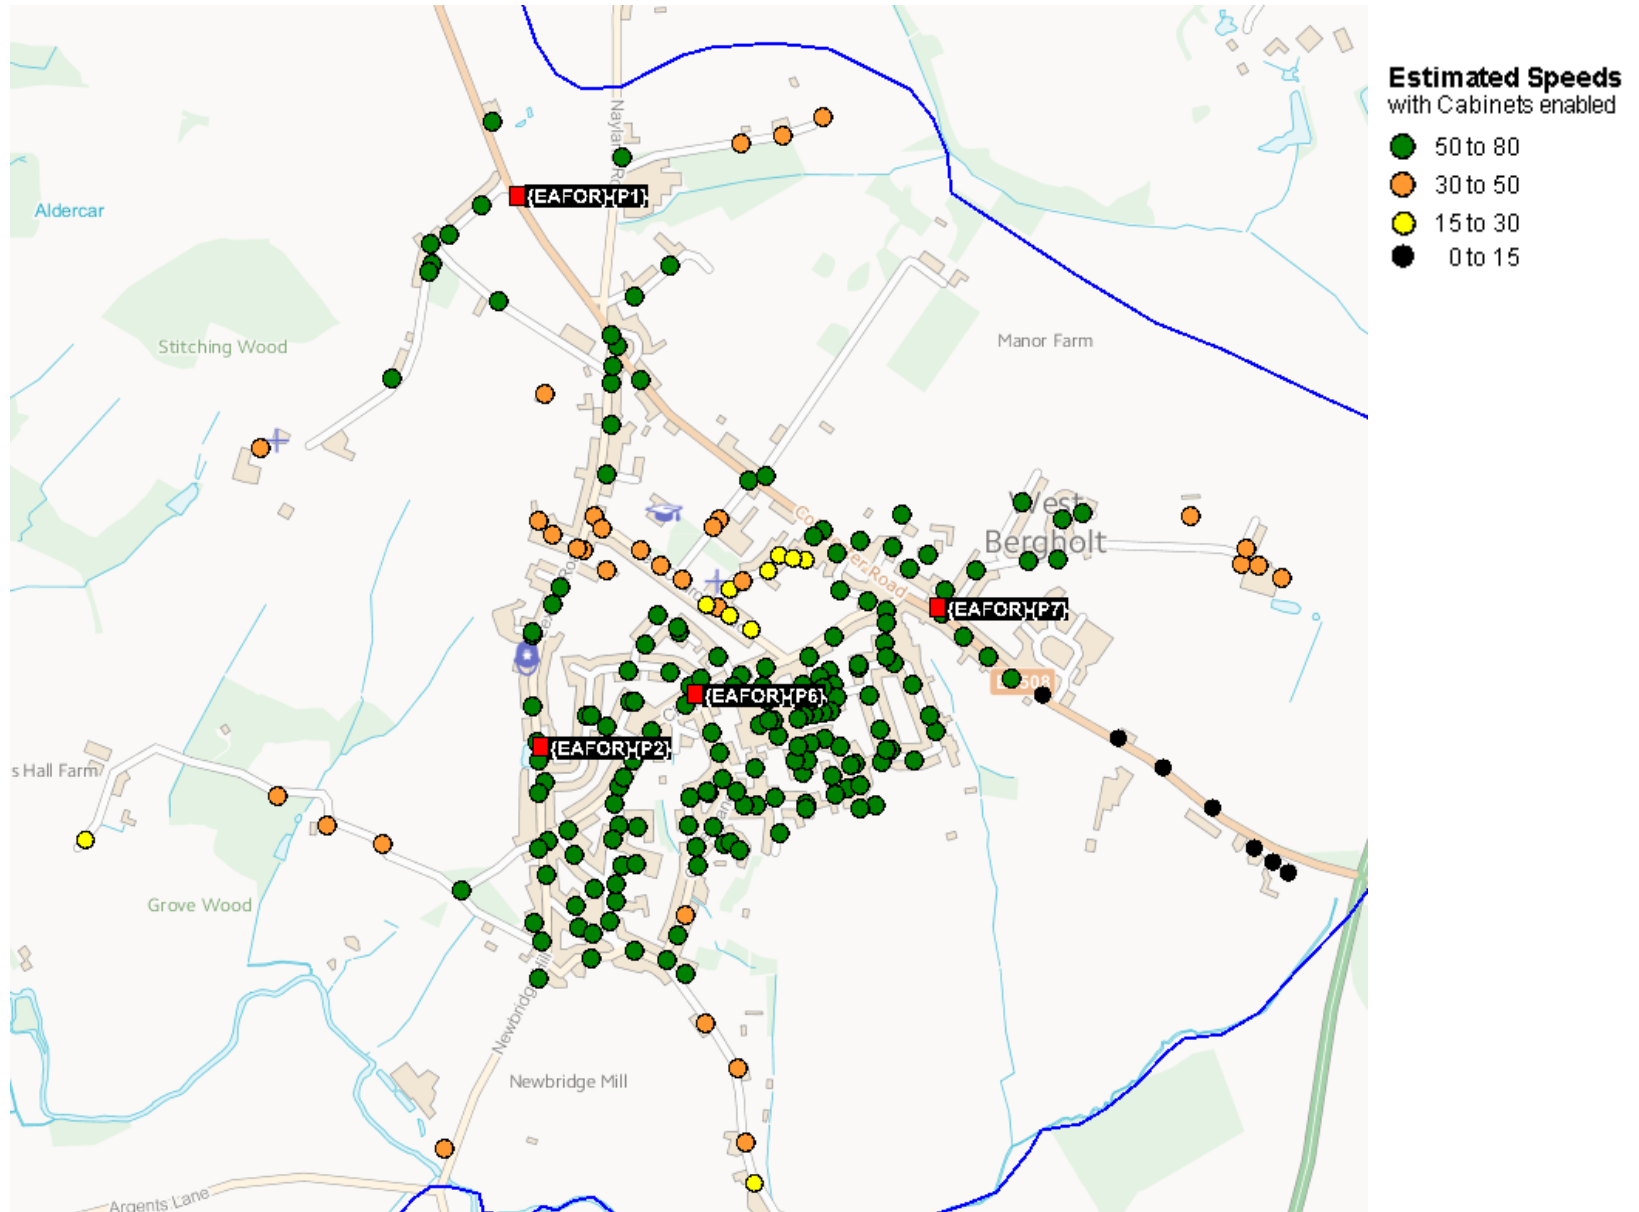 Estimated Speeds
with Cabinets enabled
50 to 80
30 to 50
15 to 30
0 to 15
{EAFOR}{P1}
Aldercar
Stitching Wood
Manor Farm
West
Bergholt
{EAFOR}{P7}
508
{EAFOR}{P6}
{EAFOR}{P2}
s Hall Farm
Grove Wood
Newbridge Hill
Newbridge Mill
Argents Lane